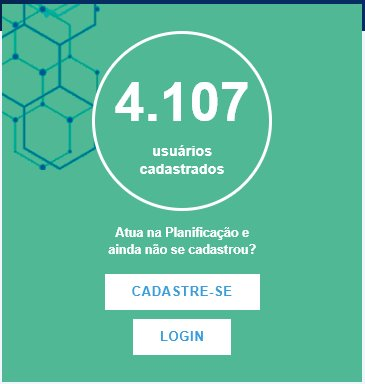 4.107
usuários
cadastrados
Atua na Planificação e
ainda não se cadastrou?
CADASTRE-SE
LOGIN